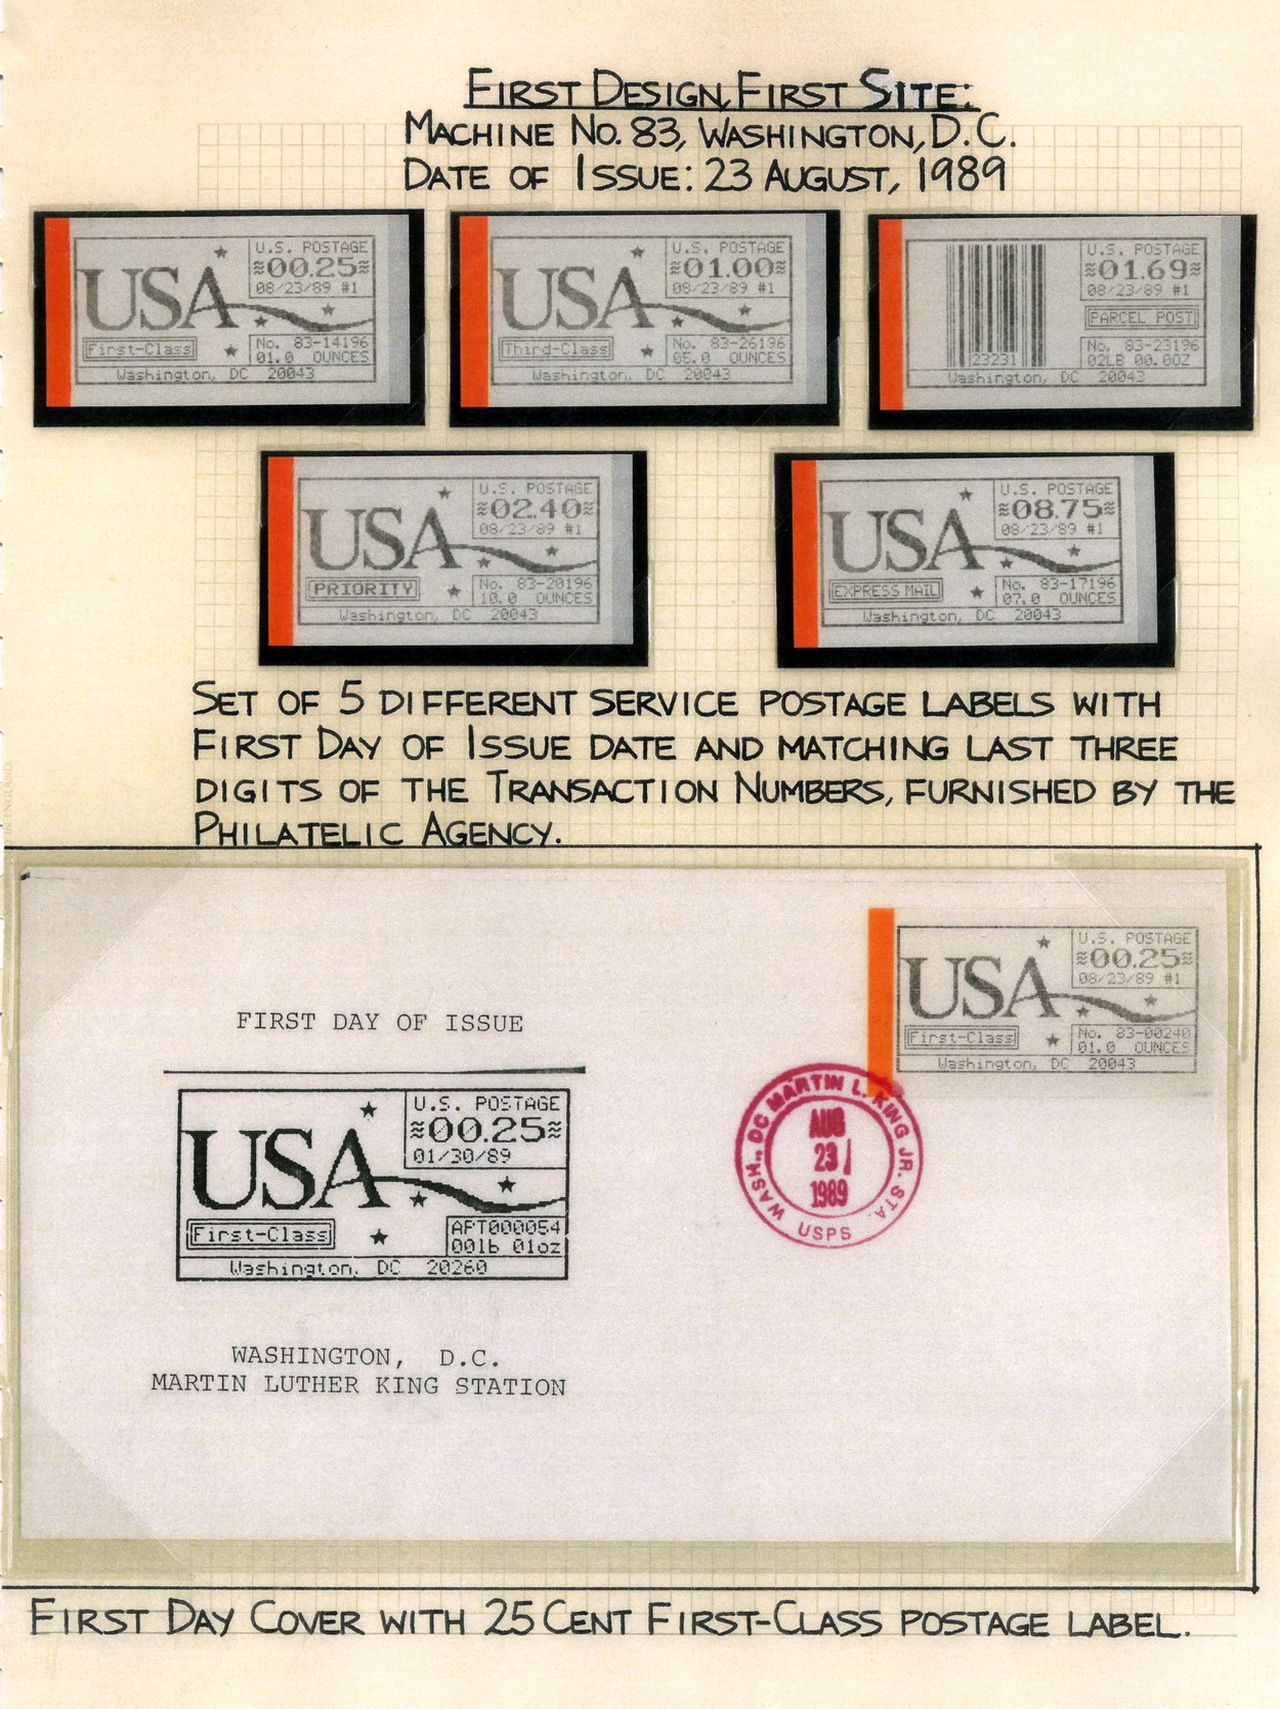 FIRST DESIGN, FIRST SITE:
MACHINE NO. 83, WASHINGTON, D.C.
DATE OF ISSUE: 23 AUGUST, 1989
USA
U.S. POSTAGE
≈00.25≈
08/23/89 #1
First-Class
No. 83-14196
01.0 OUNCES
Washington, DC 20043
USA
U.S. POSTAGE
≈01.00≈
08/23/89 #1
Third-Class
No. 83-26196
05.0 OUNCES
Washington, DC 20043
U.S. POSTAGE
≈01.69≈
08/23/89 #1
PARCEL POST
23231
No. 83-23196
02LB 00.0OZ
Washington, DC 20043
USA
U.S. POSTAGE
≈02.40≈
08/23/89 #1
PRIORITY
No. 83-20196
10.0 OUNCES
Washington, DC 20043
USA
U.S. POSTAGE
≈08.75≈
08/23/89 #1
EXPRESS MAIL
No. 83-17196
07.0 OUNCES
Washington, DC 20043
SET OF 5 DIFFERENT SERVICE POSTAGE LABELS WITH
FIRST DAY OF ISSUE DATE AND MATCHING LAST THREE
DIGITS OF THE TRANSACTION NUMBERS, FURNISHED BY THE
PHILATELIC AGENCY.
USA
U.S. POSTAGE
≈00.25≈
08/23/89 #1
First-Class
No. 83-00240
01.0 OUNCES
Washington, DC 20043
WASH., DC MARTIN L. KING JR. STA.
AUG
23
1989
USPS
FIRST DAY OF ISSUE
USA
U.S. POSTAGE
≈00.25≈
01/30/89
First-Class
APT000054
001b 01oz
Washington, DC 20260
WASHINGTON, D.C.
MARTIN LUTHER KING STATION
FIRST DAY COVER WITH 25 CENT FIRST-CLASS POSTAGE LABEL.